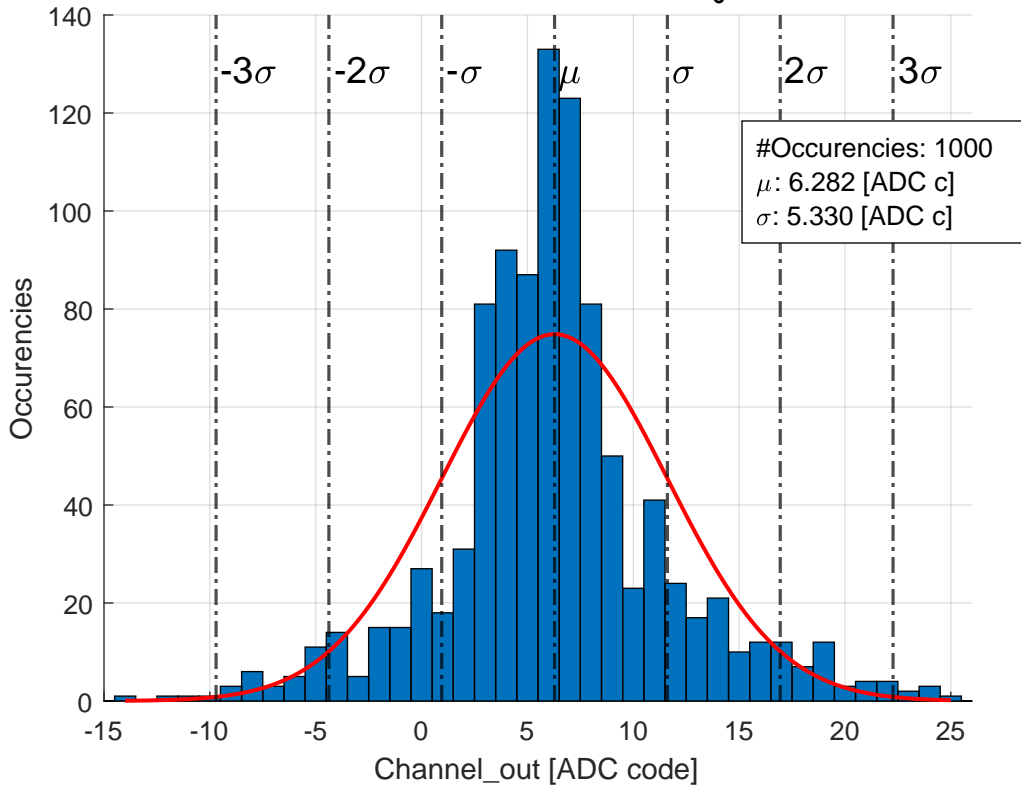 140
120
100
80
60
40
20
0
Occurencies
-3σ
-2σ
-σ
μ
σ
2σ
3σ
#Occurencies: 1000
μ: 6.282 [ADC c]
σ: 5.330 [ADC c]
-15
-10
-5
0
5
10
15
20
25
Channel_out [ADC code]